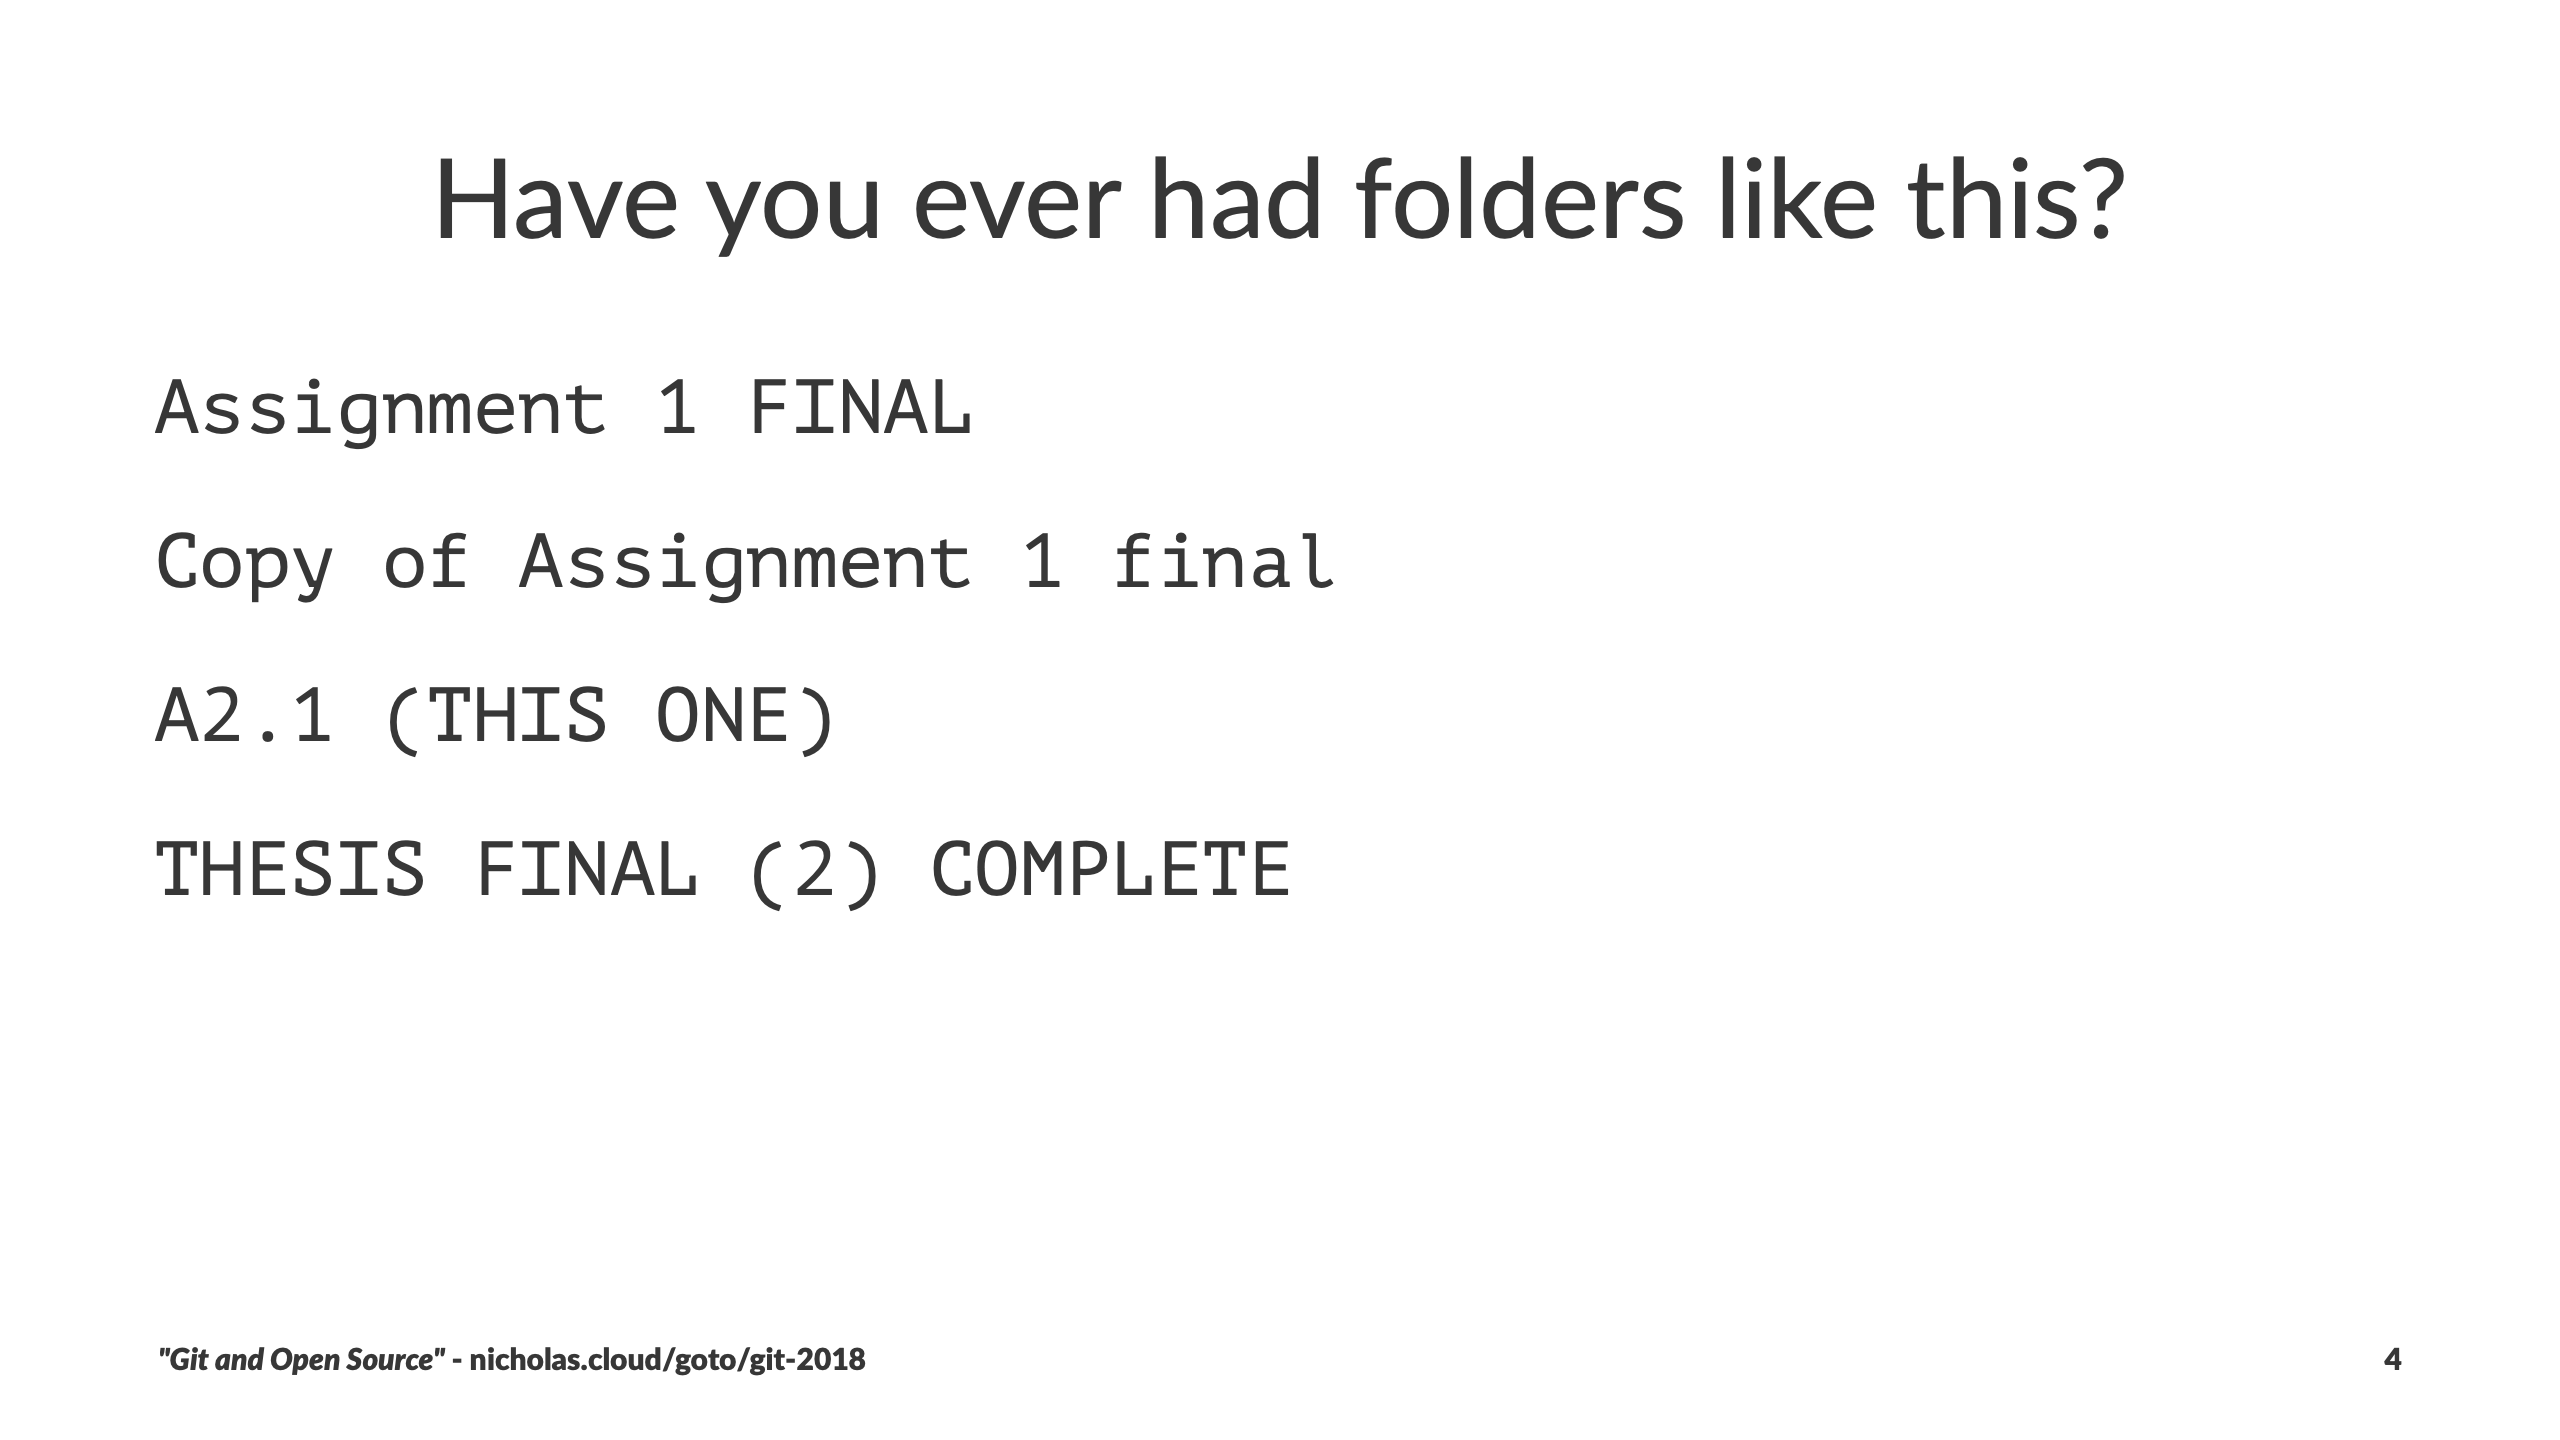 Have you ever had folders like this?
Assignment 1 FINAL
Copy of Assignment 1 final
A2.1 (THIS ONE)
THESIS FINAL (2) COMPLETE
"Git and Open Source" - nicholas.cloud/goto/git-2018
4